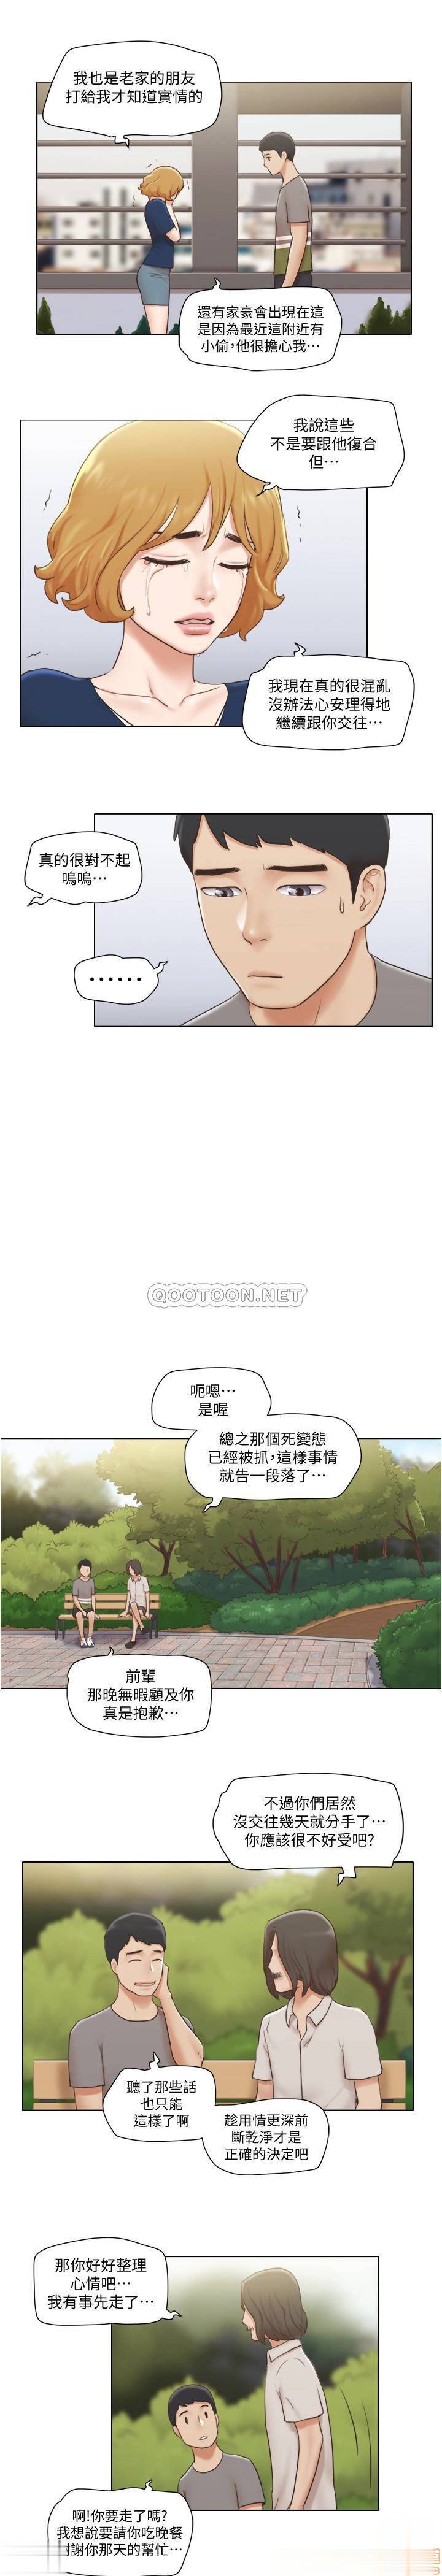 我也是老家的朋友
打給我才知道實情的
還有家豪會出現在這
是因為最近這附近有
小偷，他很擔心我⋯
我說這些
不是要跟他復合
但⋯
我現在真的很混亂
沒辦法心安理得地
繼續跟你交往⋯
真的很對不起
嗚嗚⋯
⋯⋯
QOOTOON.NET
呃嗯⋯
是喔
總之那個死變態
已經被抓，這樣事情
就告一段落了⋯
前輩
那晚無暇顧及你
真是抱歉⋯
不過你們居然
沒交往幾天就分手了⋯
你應該很不好受吧?
聽了那些話
也只能
這樣了啊
趁用情更深前
斷乾淨才是
正確的決定吧
那你好好整理
心情吧⋯
我有事先走了⋯
啊!你要走了嗎?
我想說要請你吃晚餐
謝你那天的幫忙⋯